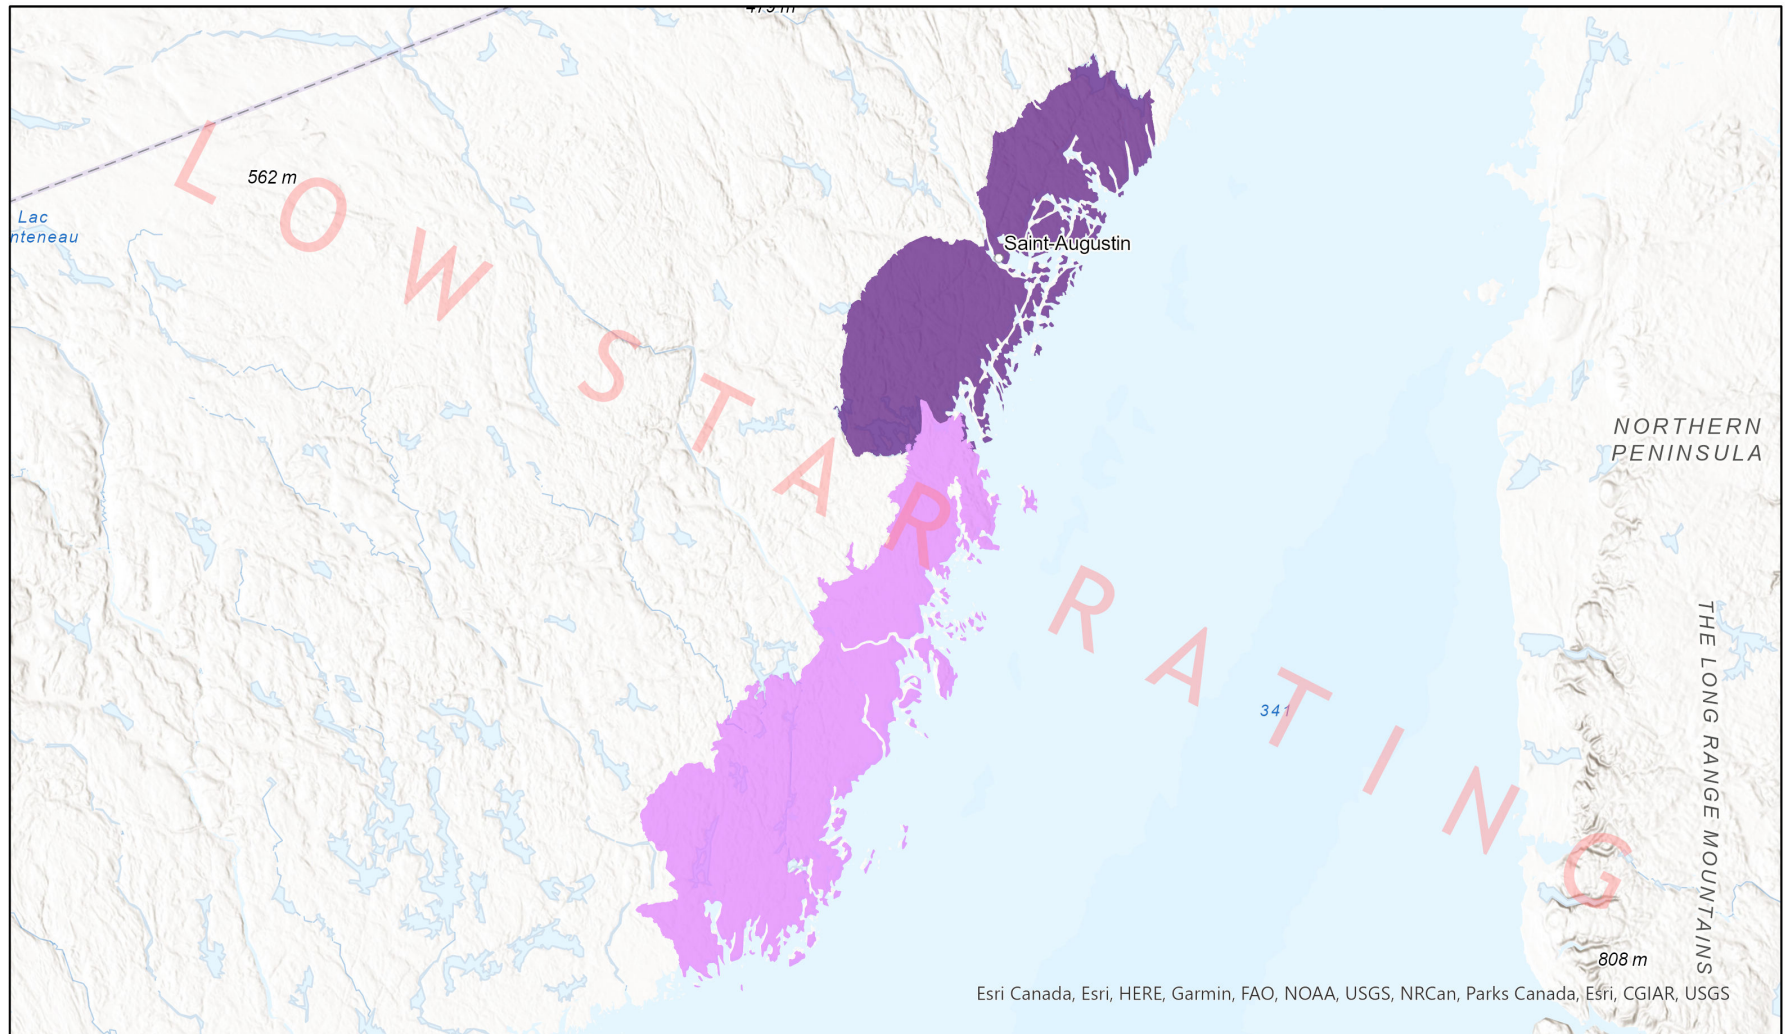 475 m
562 m
Lac
nteneau
LOW STAR RATING
Saint-Augustin
NORTHERN
PENINSULA
THE LONG RANGE MOUNTAINS
341
808 m
Esri Canada, Esri, HERE, Garmin, FAO, NOAA, USGS, NRCan, Parks Canada, Esri, CGIAR, USGS